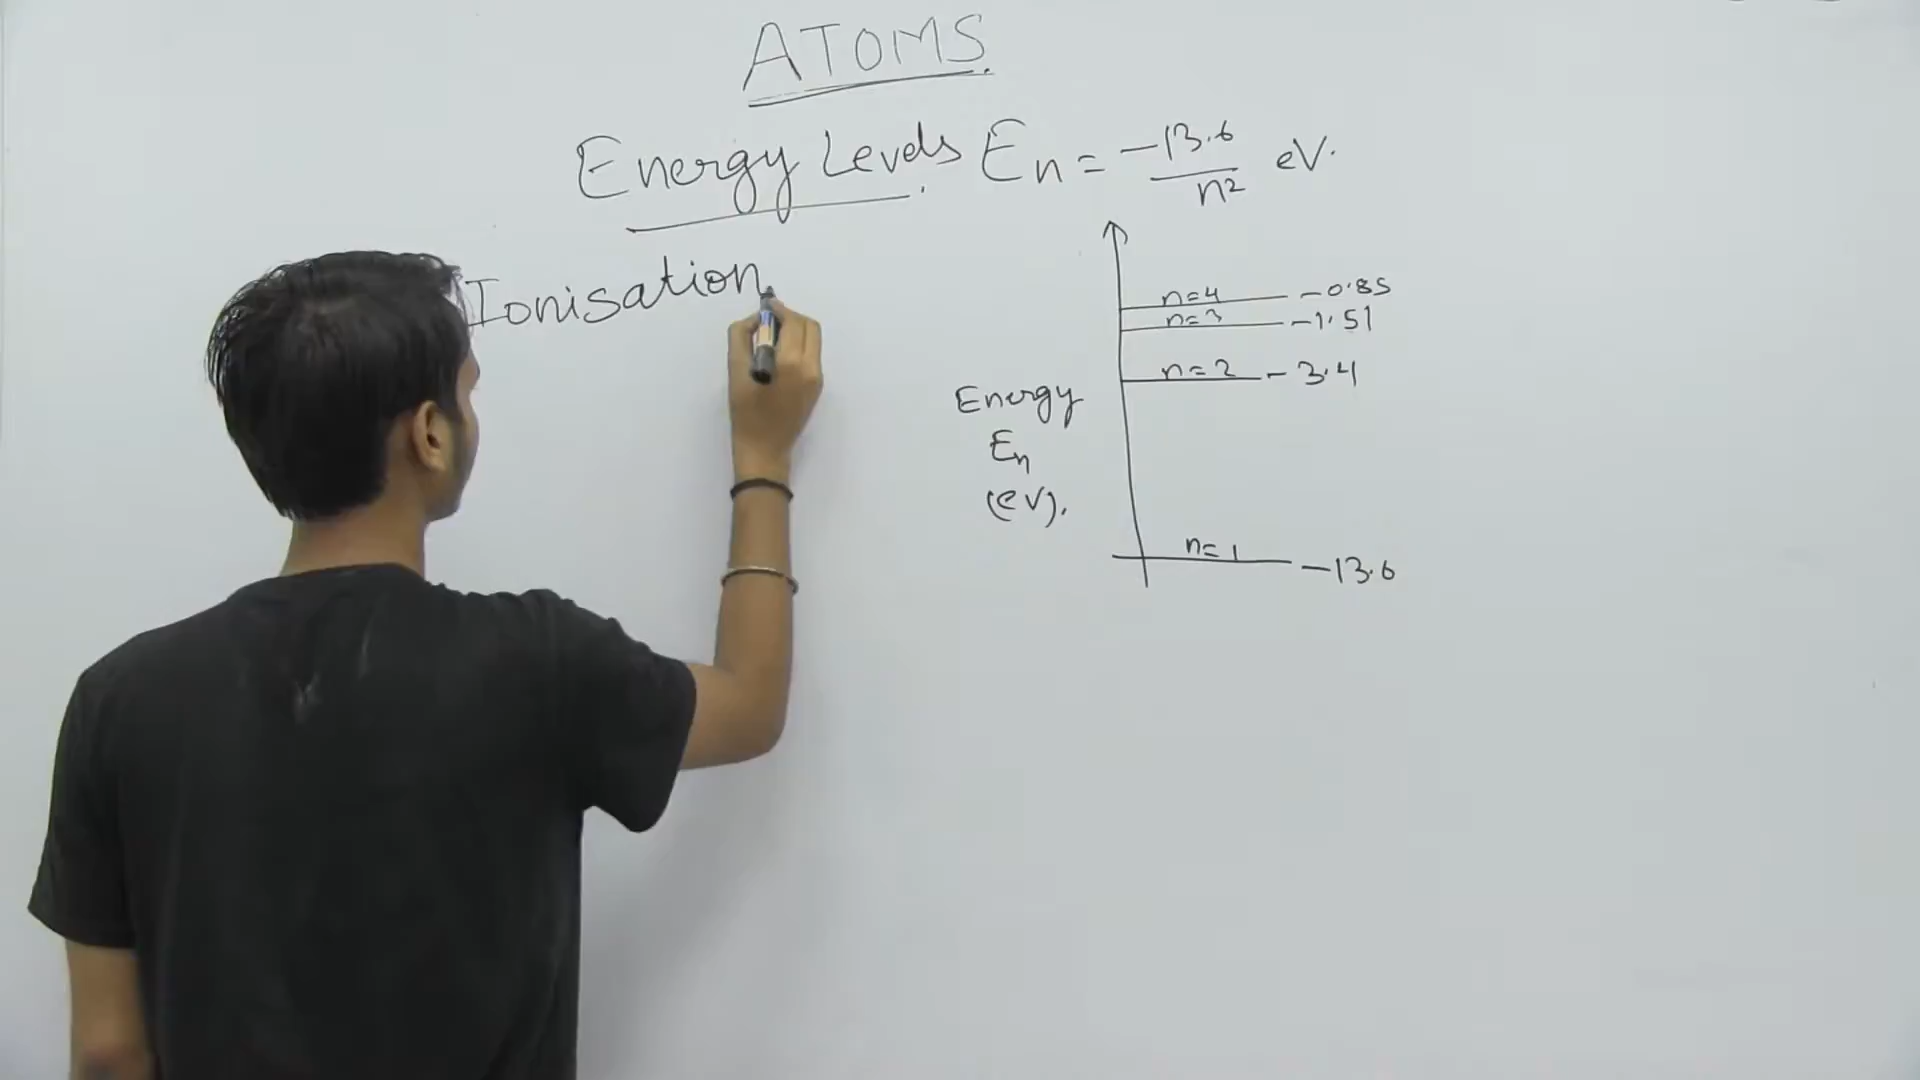 ATOMS.
Energy Levels. En = -13.6/n² eV.
Ionisation
n=4 -0.85
n=3 -1.51
n=2 -3.4
Energy
En
(eV).
n=1 -13.6